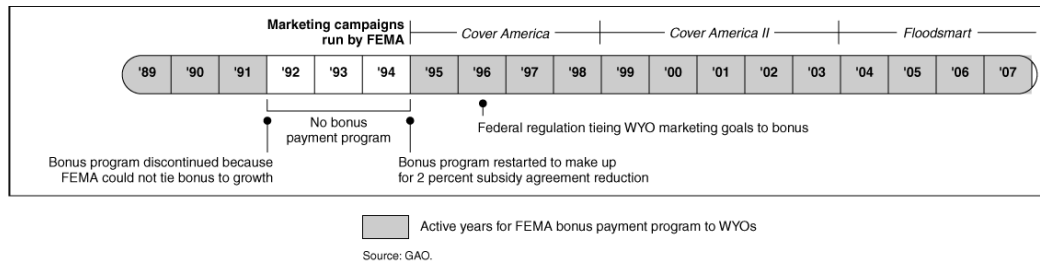 Marketing campaigns
run by FEMA
Cover America
Cover America II
Floodsmart
'89 '90 '91 '92 '93 '94 '95 '96 '97 '98 '99 '00 '01 '02 '03 '04 '05 '06 '07
No bonus
payment program
Federal regulation tieing WYO marketing goals to bonus
Bonus program discontinued because
FEMA could not tie bonus to growth
Bonus program restarted to make up
for 2 percent subsidy agreement reduction
Active years for FEMA bonus payment program to WYOs
Source: GAO.